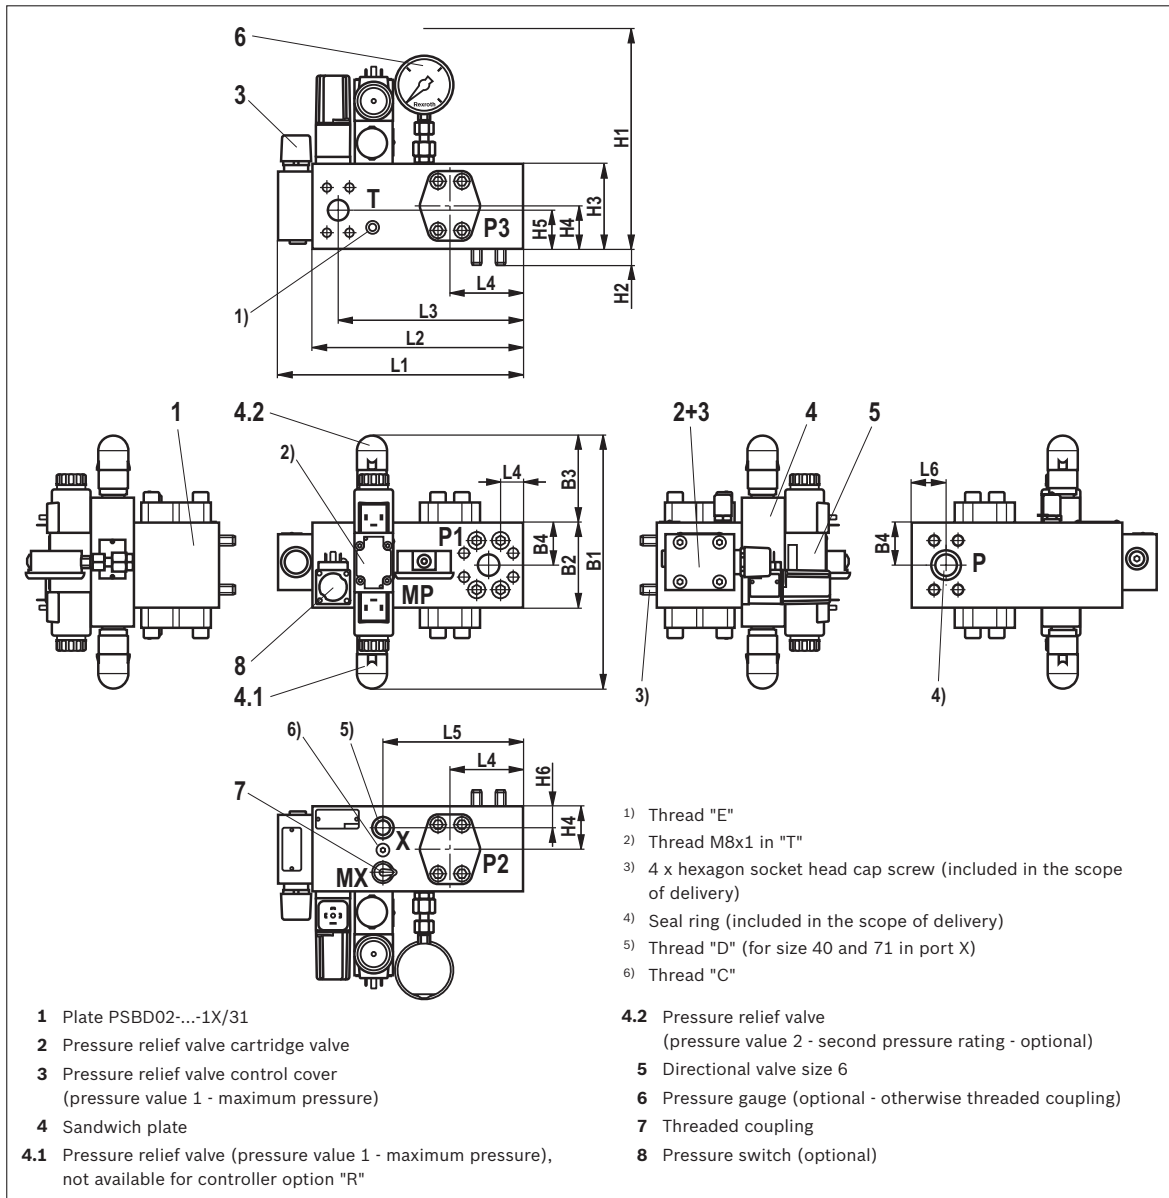 6
3
Rexroth
T
P3
1)
H1
H3
H4
H5
H2
L4
L3
L2
L1
1
4.2
2)
L4
B3
P1
B4
B2
B1
MP
8
4.1
2+3
4
5
3)
L6
B4
P
4)
6)
5)
L5
L4
H6
7
X
H4
P2
MX
1) Thread "E"
2) Thread M8x1 in "T"
3) 4 x hexagon socket head cap screw (included in the scope
of delivery)
4) Seal ring (included in the scope of delivery)
5) Thread "D" (for size 40 and 71 in port X)
6) Thread "C"
1 Plate PSBD02-...-1X/31
2 Pressure relief valve cartridge valve
3 Pressure relief valve control cover
(pressure value 1 - maximum pressure)
4 Sandwich plate
4.1 Pressure relief valve (pressure value 1 - maximum pressure),
not available for controller option "R"
4.2 Pressure relief valve
(pressure value 2 - second pressure rating - optional)
5 Directional valve size 6
6 Pressure gauge (optional - otherwise threaded coupling)
7 Threaded coupling
8 Pressure switch (optional)